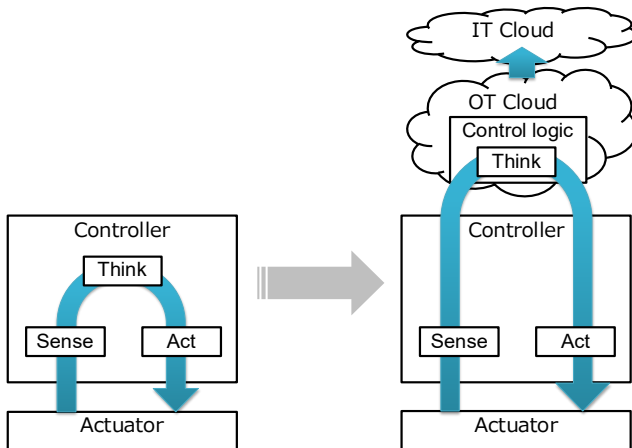 Controller
Think
Sense
Act
Actuator
IT Cloud
OT Cloud
Control logic
Think
Controller
Sense
Act
Actuator